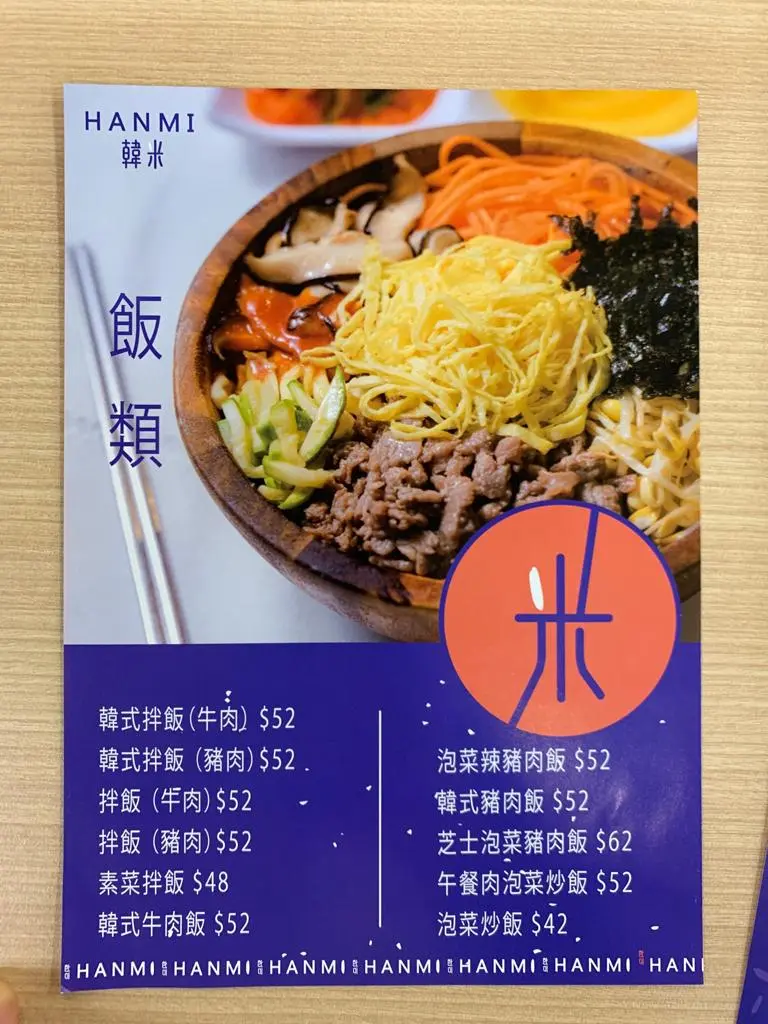 HANMI
韓米
飯
類
米
韓式拌飯(牛肉) $52
韓式拌飯 (豬肉)$52
拌飯 (牛肉)$52
拌飯 (豬肉)$52
素菜拌飯 $48
韓式牛肉飯 $52
泡菜辣豬肉飯 $52
韓式豬肉飯 $52
芝士泡菜豬肉飯 $62
午餐肉泡菜炒飯 $52
泡菜炒飯 $42
HANMI HANMI HANMI HANMI HANMI HANMI HAN